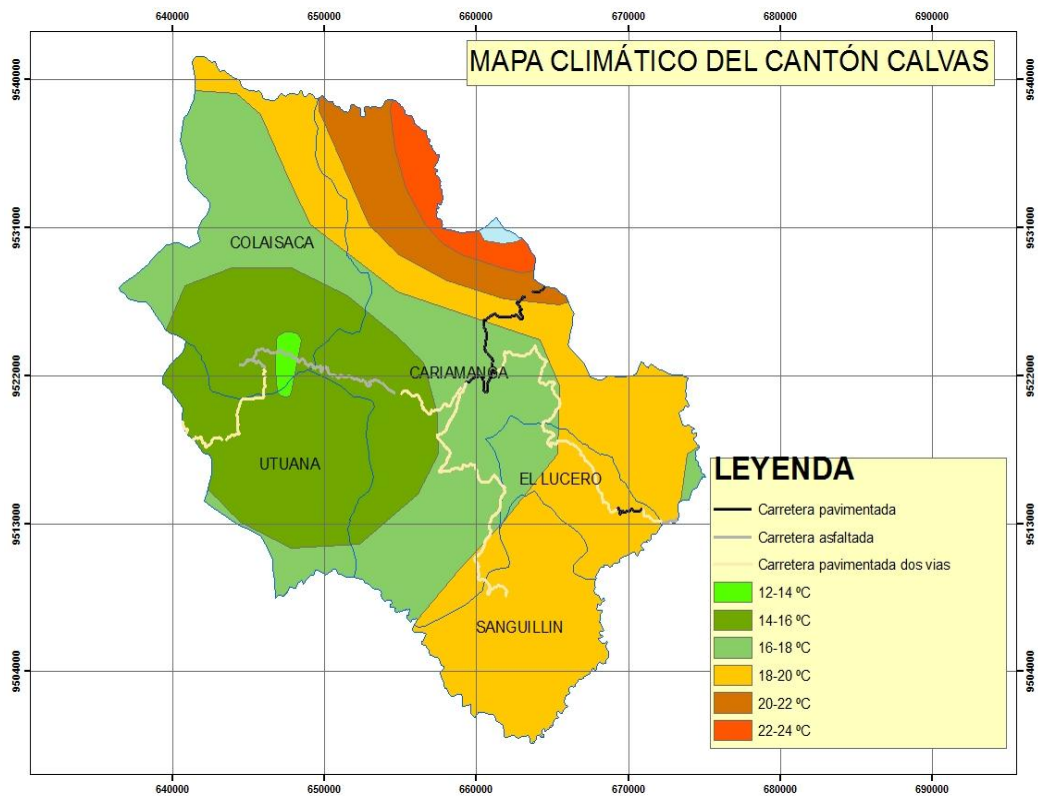 640000 650000 660000 670000 680000 690000
MAPA CLIMÁTICO DEL CANTÓN CALVAS
9540000 9540000
9531000 9531000
COLAISACA
9522000 9522000
CARIAMANGA
UTUANA
EL LUCERO
LEYENDA
Carretera pavimentada
9513000 9513000
Carretera asfaltada
Carretera pavimentada dos vias
12-14 ºC
14-16 ºC
SANGUILLIN
16-18 ºC
9504000 9504000
18-20 ºC
20-22 ºC
22-24 ºC
640000 650000 660000 670000 680000 690000